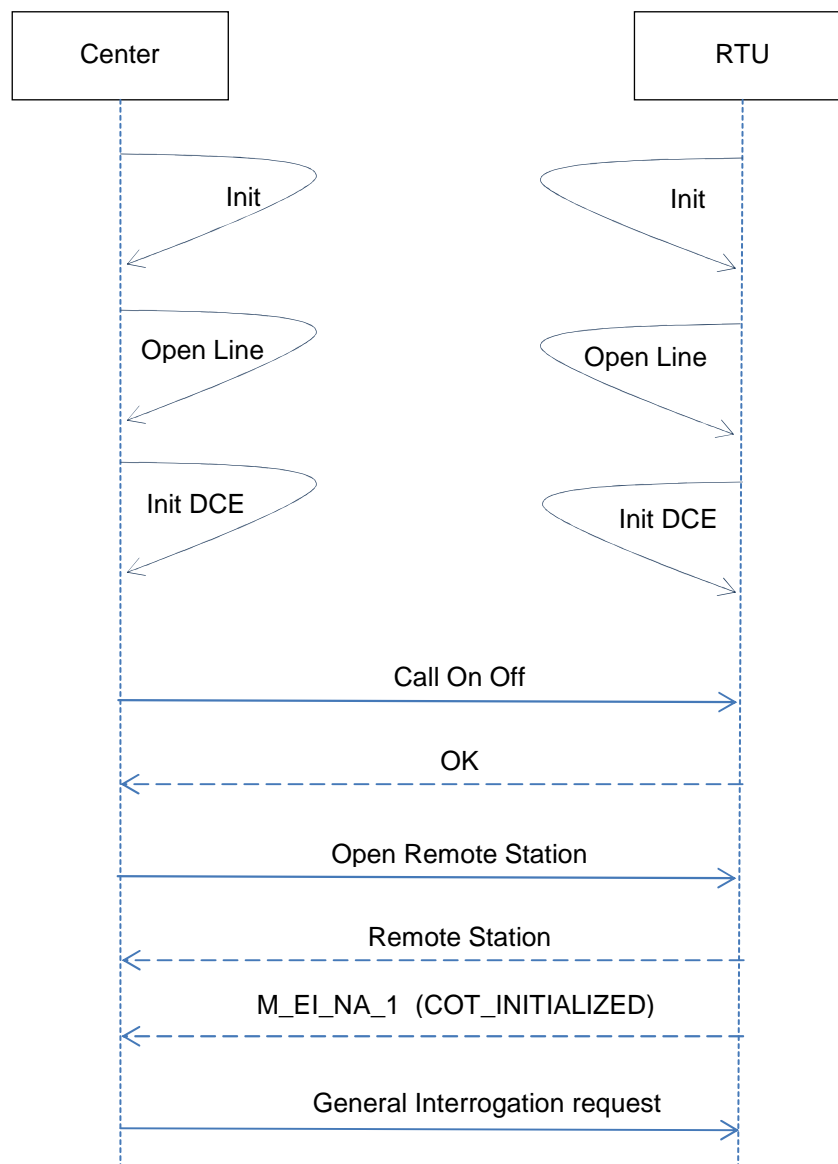 Center
RTU
Init
Init
Open Line
Open Line
Init DCE
Init DCE
Call On Off
OK
Open Remote Station
Remote Station
M_EI_NA_1 (COT_INITIALIZED)
General Interrogation request